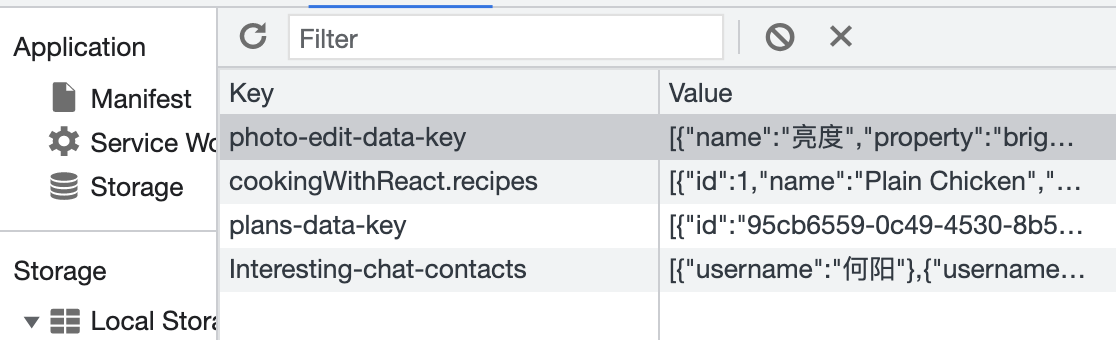 Application
Manifest
Service Wo
Storage
Storage
Local Stora
Filter
Key Value
photo-edit-data-key [{"name":"亮度","property":"brig…
cookingWithReact.recipes [{"id":1,"name":"Plain Chicken","…
plans-data-key [{"id":"95cb6559-0c49-4530-8b5…
Interesting-chat-contacts [{"username":"何阳"},{"username…